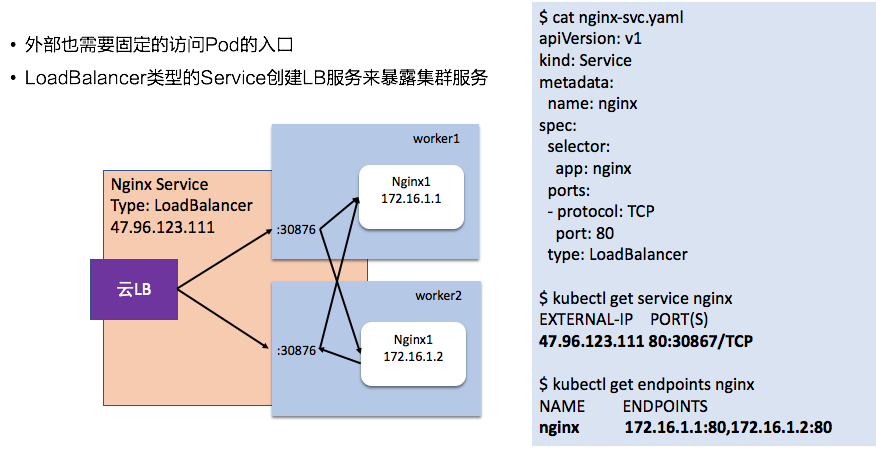 • 外部也需要固定的访问Pod的入口
• LoadBalancer类型的Service创建LB服务来暴露集群服务
worker1
Nginx1
172.16.1.1
Nginx Service
Type: LoadBalancer
47.96.123.111
:30876
云LB
worker2
Nginx1
172.16.1.2
:30876
$ cat nginx-svc.yaml
apiVersion: v1
kind: Service
metadata:
  name: nginx
spec:
  selector:
    app: nginx
  ports:
  - protocol: TCP
    port: 80
  type: LoadBalancer
$ kubectl get service nginx
EXTERNAL-IP PORT(S)
47.96.123.111 80:30867/TCP
$ kubectl get endpoints nginx
NAME ENDPOINTS
nginx 172.16.1.1:80,172.16.1.2:80